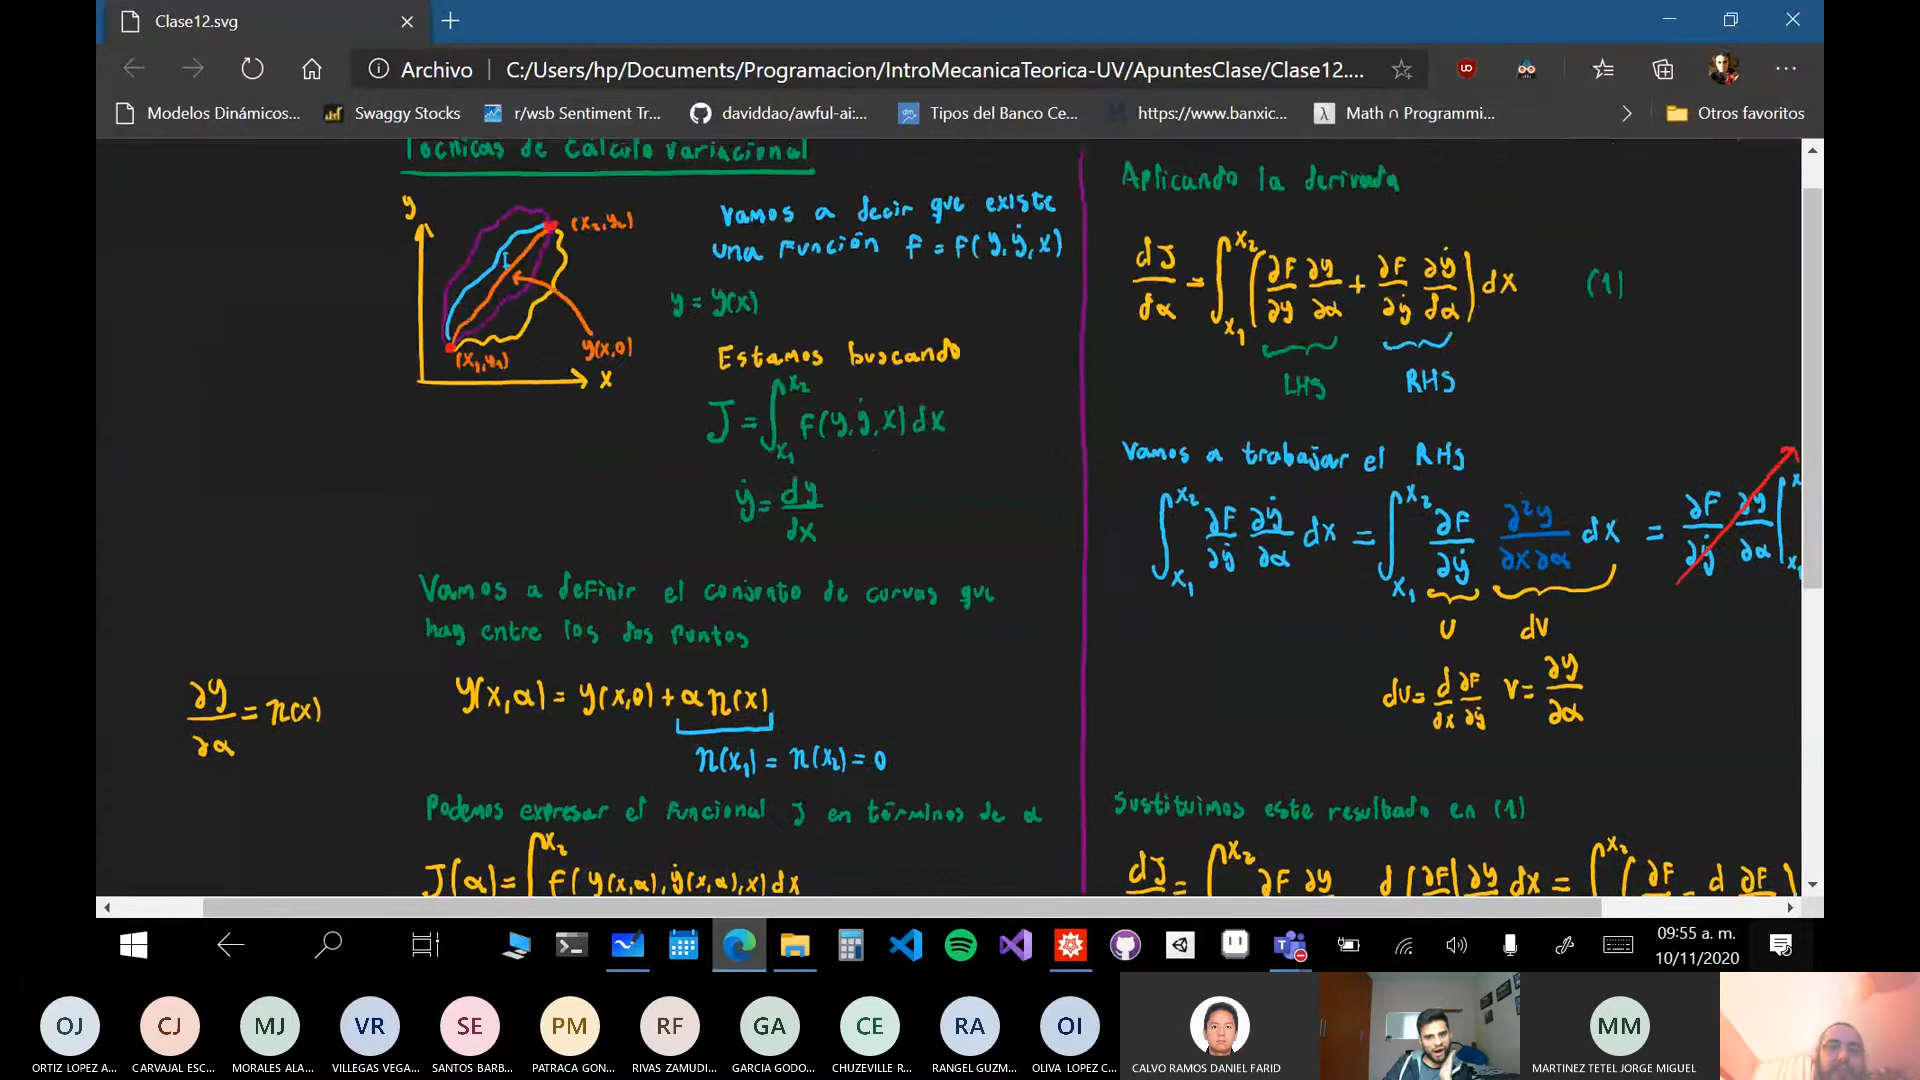 Clase12.svg
Archivo | C:/Users/hp/Documents/Programacion/IntroMecanicaTeorica-UV/ApuntesClase/Clase12....
Modelos Dinámicos...
Swaggy Stocks
r/wsb Sentiment Tr...
daviddao/awful-ai:...
Tipos del Banco Ce...
https://www.banxic...
Math ∩ Programmi...
Otros favoritos
Técnicas de Cálculo Variacional
y
(x₂,y₂)
(x₁,y₁)
y(x,0)
x
Vamos a decir que existe
una función f = f(y,ẏ,x)
y = y(x)
Estamos buscando
J = ∫_{x₁}^{x₂} f(y,ẏ,x)dx
ẏ = dy/dx
Vamos a definir el conjunto de curvas que
hay entre los dos puntos
∂y/∂α = η(x)
y(x,α) = y(x,0) + αη(x)
η(x₁) = η(x₂) = 0
Podemos expresar el funcional J en términos de α
J(α) = ∫^{x₂} f(y(x,α),ẏ(x,α),x)dx
Aplicando la derivada
dJ/dα = ∫_{x₁}^{x₂} (∂F/∂y ∂y/∂α + ∂F/∂ẏ ∂ẏ/∂α) dx (1)
LHS
RHS
Vamos a trabajar el RHS
∫_{x₁}^{x₂} ∂F/∂ẏ ∂ẏ/∂α dx = ∫_{x₁}^{x₂} ∂F/∂ẏ ∂²y/∂x∂α dx = ∂F/∂ẏ ∂y/∂α |
U
dV
du = d/dx ∂F/∂ẏ V = ∂y/∂α
Sustituimos este resultado en (1)
dJ = ∫^{x₂} ∂F ∂y d (∂F) ∂y dx = ∫^{x₂} (∂F - d ∂F)
09:55 a. m.
10/11/2020
OJ
CJ
MJ
VR
SE
PM
RF
GA
CE
RA
OI
MM
ORTIZ LOPEZ A...
CARVAJAL ESC...
MORALES ALA...
VILLEGAS VEGA...
SANTOS BARB...
PATRACA GON...
RIVAS ZAMUDI...
GARCIA GODO...
CHUZEVILLE R...
RANGEL GUZM...
OLIVA LOPEZ C...
CALVO RAMOS DANIEL FARID
MARTINEZ TETEL JORGE MIGUEL